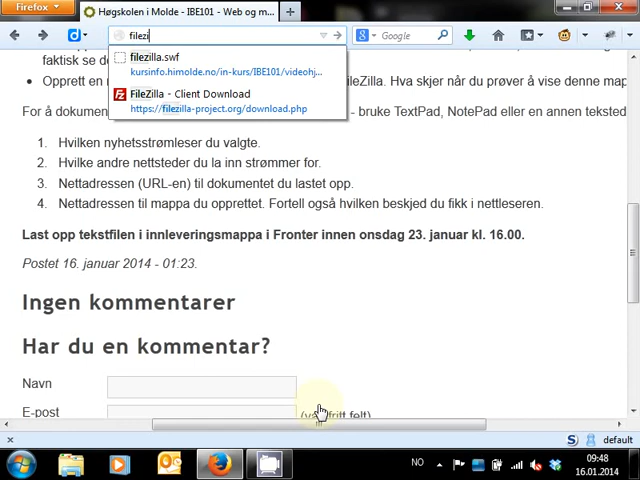 Firefox
Høgskolen i Molde - IBE101 - Web og m...
filezi
Google
filezilla.swf
kursinfo.himolde.no/in-kurs/IBE101/videohj...
FileZilla - Client Download
https://filezilla-project.org/download.php
faktisk se d
Opprett en m
FileZilla. Hva skjer når du prøver å vise denne map
For å dokumen
- bruke TextPad, NotePad eller en annen teksted
1. Hvilken nyhetsstrømleser du valgte.
2. Hvilke andre nettsteder du la inn strømmer for.
3. Nettadressen (URL-en) til dokumentet du lastet opp.
4. Nettadressen til mappa du opprettet. Fortell også hvilken beskjed du fikk i nettleseren.
Last opp tekstfilen i innleveringsmappa i Fronter innen onsdag 23. januar kl. 16.00.
Postet 16. januar 2014 - 01:23.
Ingen kommentarer
Har du en kommentar?
Navn
E-post
fritt felt)
default
NO
09:48
16.01.2014